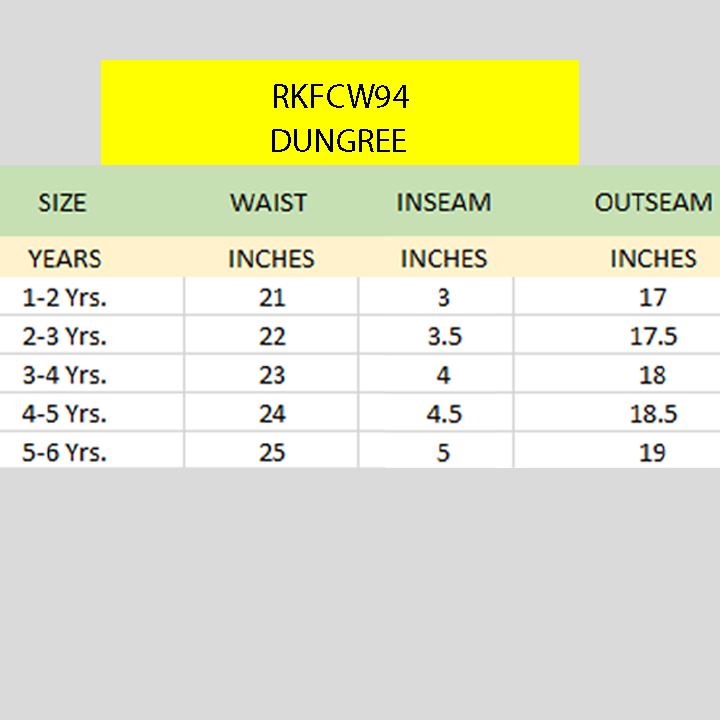 RKFCW94
DUNGREE
SIZE WAIST INSEAM OUTSEAM
YEARS INCHES INCHES INCHES
1-2 Yrs. 21 3 17
2-3 Yrs. 22 3.5 17.5
3-4 Yrs. 23 4 18
4-5 Yrs. 24 4.5 18.5
5-6 Yrs. 25 5 19